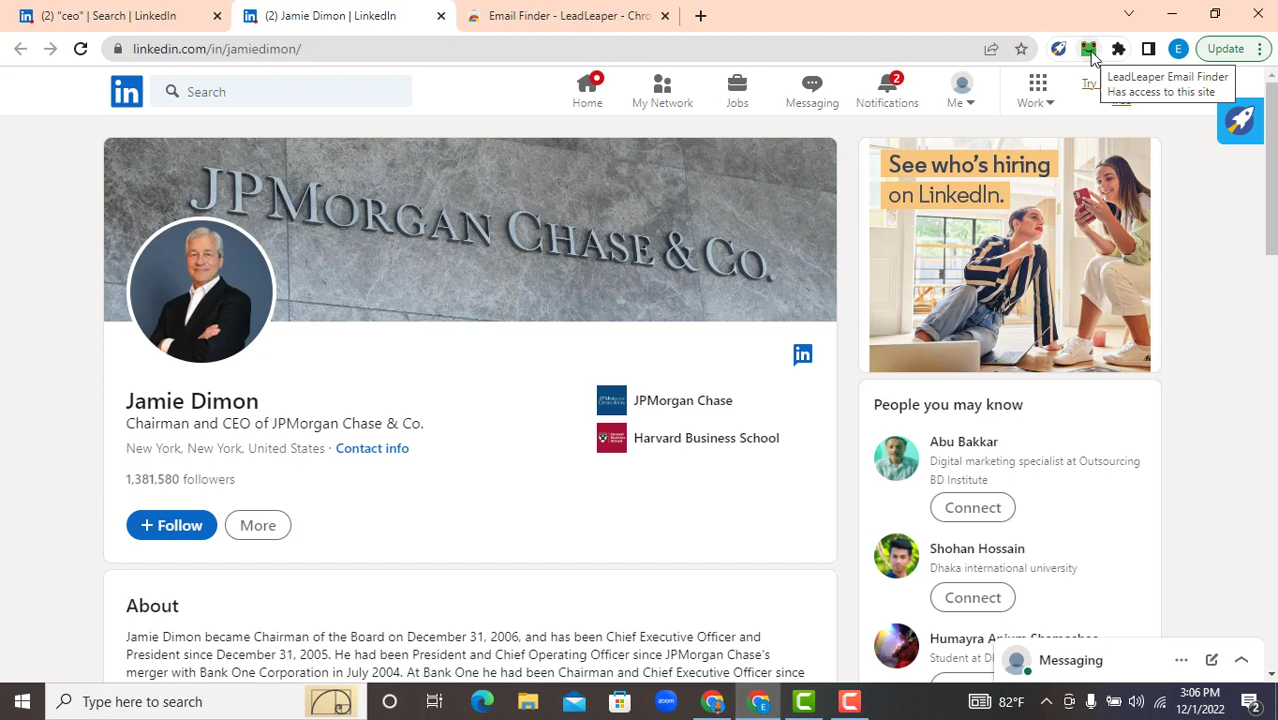 (2) "ceo" | Search | LinkedIn
(2) Jamie Dimon | LinkedIn
Email Finder - LeadLeaper - Chro
linkedin.com/in/jamiedimon/
E
Update
LeadLeaper Email Finder
Has access to this site
in
Search
Home
My Network
Jobs
Messaging
2
Notifications
Me
Work
Try
JPMORGAN CHASE & CO.
See who's hiring
on LinkedIn.
in
Jamie Dimon
Chairman and CEO of JPMorgan Chase & Co.
New York, New York, United States · Contact info
1,381,580 followers
+ Follow
More
JPMorgan Chase
Harvard Business School
People you may know
Abu Bakkar
Digital marketing specialist at Outsourcing
BD Institute
Connect
Shohan Hossain
Dhaka international university
Connect
Student at
About
Jamie Dimon became Chairman of the Board on December 31, 2006, and has been Chief Executive Officer and
President since December 31, 2005. He had been President and Chief Operating Officer since JPMorgan Chase's
merger with Bank One Corporation in July 2004. At Bank One he had been Chairman and Chief Executive Officer since
Messaging
Type here to search
zoom
82°F
3:06 PM
12/1/2022
2